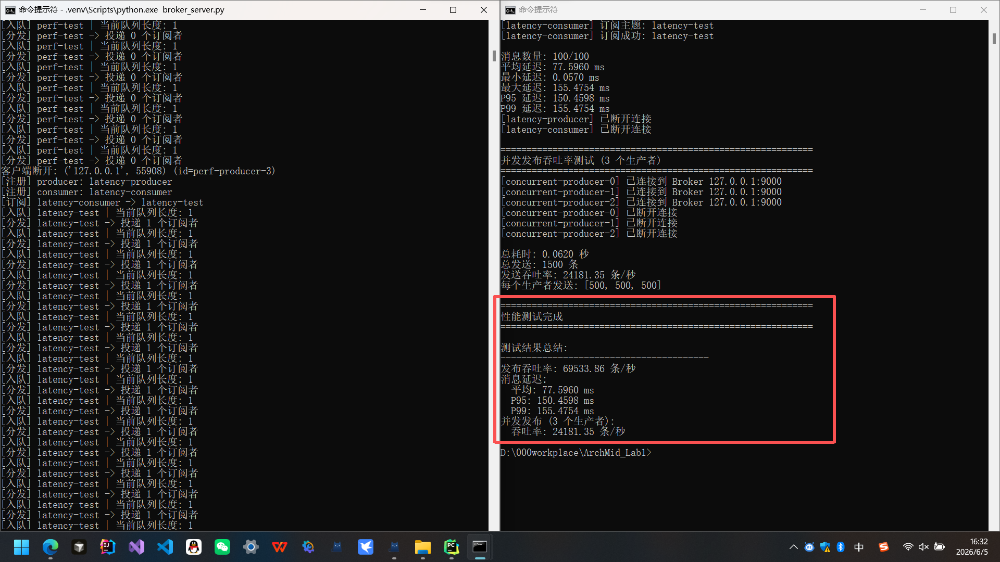 命令提示符 - .venv\Scripts\python.exe  broker_server.py
[入队] perf-test | 当前队列长度: 1
[分发] perf-test -> 投递 0 个订阅者
[入队] perf-test | 当前队列长度: 1
[分发] perf-test -> 投递 0 个订阅者
[入队] perf-test | 当前队列长度: 1
[分发] perf-test -> 投递 0 个订阅者
[入队] perf-test | 当前队列长度: 1
[分发] perf-test -> 投递 0 个订阅者
[入队] perf-test | 当前队列长度: 1
[分发] perf-test -> 投递 0 个订阅者
[入队] perf-test | 当前队列长度: 1
[分发] perf-test -> 投递 0 个订阅者
[入队] perf-test | 当前队列长度: 1
[分发] perf-test -> 投递 0 个订阅者
客户端断开: ('127.0.0.1', 55908) (id=perf-producer-3)
[注册] producer: latency-producer
[注册] consumer: latency-consumer
[订阅] latency-consumer -> latency-test
[入队] latency-test | 当前队列长度: 1
[分发] latency-test -> 投递 1 个订阅者
[入队] latency-test | 当前队列长度: 1
[分发] latency-test -> 投递 1 个订阅者
[入队] latency-test | 当前队列长度: 1
[分发] latency-test -> 投递 1 个订阅者
[入队] latency-test | 当前队列长度: 1
[分发] latency-test -> 投递 1 个订阅者
[入队] latency-test | 当前队列长度: 1
[分发] latency-test -> 投递 1 个订阅者
[入队] latency-test | 当前队列长度: 1
[分发] latency-test -> 投递 1 个订阅者
[入队] latency-test | 当前队列长度: 1
[分发] latency-test -> 投递 1 个订阅者
[入队] latency-test | 当前队列长度: 1
[分发] latency-test -> 投递 1 个订阅者
[入队] latency-test | 当前队列长度: 1
[分发] latency-test -> 投递 1 个订阅者
[入队] latency-test | 当前队列长度: 1
[分发] latency-test -> 投递 1 个订阅者
[入队] latency-test | 当前队列长度: 1
[分发] latency-test -> 投递 1 个订阅者
[入队] latency-test | 当前队列长度: 1
[分发] latency-test -> 投递 1 个订阅者
[入队] latency-test | 当前队列长度: 1
[分发] latency-test -> 投递 1 个订阅者
[入队] latency-test | 当前队列长度: 1
[分发] latency-test -> 投递 1 个订阅者
[入队] latency-test | 当前队列长度: 1
[分发] latency-test -> 投递 1 个订阅者
[入队] latency-test | 当前队列长度: 1
命令提示符
[latency-consumer] 订阅主题: latency-test
[latency-consumer] 订阅成功: latency-test
消息数量: 100/100
平均延迟: 77.5960 ms
最小延迟: 0.0570 ms
最大延迟: 155.4754 ms
P95 延迟: 150.4598 ms
P99 延迟: 155.4754 ms
[latency-producer] 已断开连接
[latency-consumer] 已断开连接
============================================================
并发发布吞吐率测试 (3 个生产者)
============================================================
[concurrent-producer-0] 已连接到 Broker 127.0.0.1:9000
[concurrent-producer-1] 已连接到 Broker 127.0.0.1:9000
[concurrent-producer-2] 已连接到 Broker 127.0.0.1:9000
[concurrent-producer-0] 已断开连接
[concurrent-producer-1] 已断开连接
[concurrent-producer-2] 已断开连接
总耗时: 0.0620 秒
总发送: 1500 条
发送吞吐率: 24181.35 条/秒
每个生产者发送: [500, 500, 500]
============================================================
性能测试完成
============================================================
测试结果总结:
----------------------------------------
发布吞吐率: 69533.86 条/秒
消息延迟:
  平均: 77.5960 ms
  P95: 150.4598 ms
  P99: 155.4754 ms
并发发布 (3 个生产者):
  吞吐率: 24181.35 条/秒
D:\000workplace\ArchMid_Lab1>
中
16:32
2026/6/5